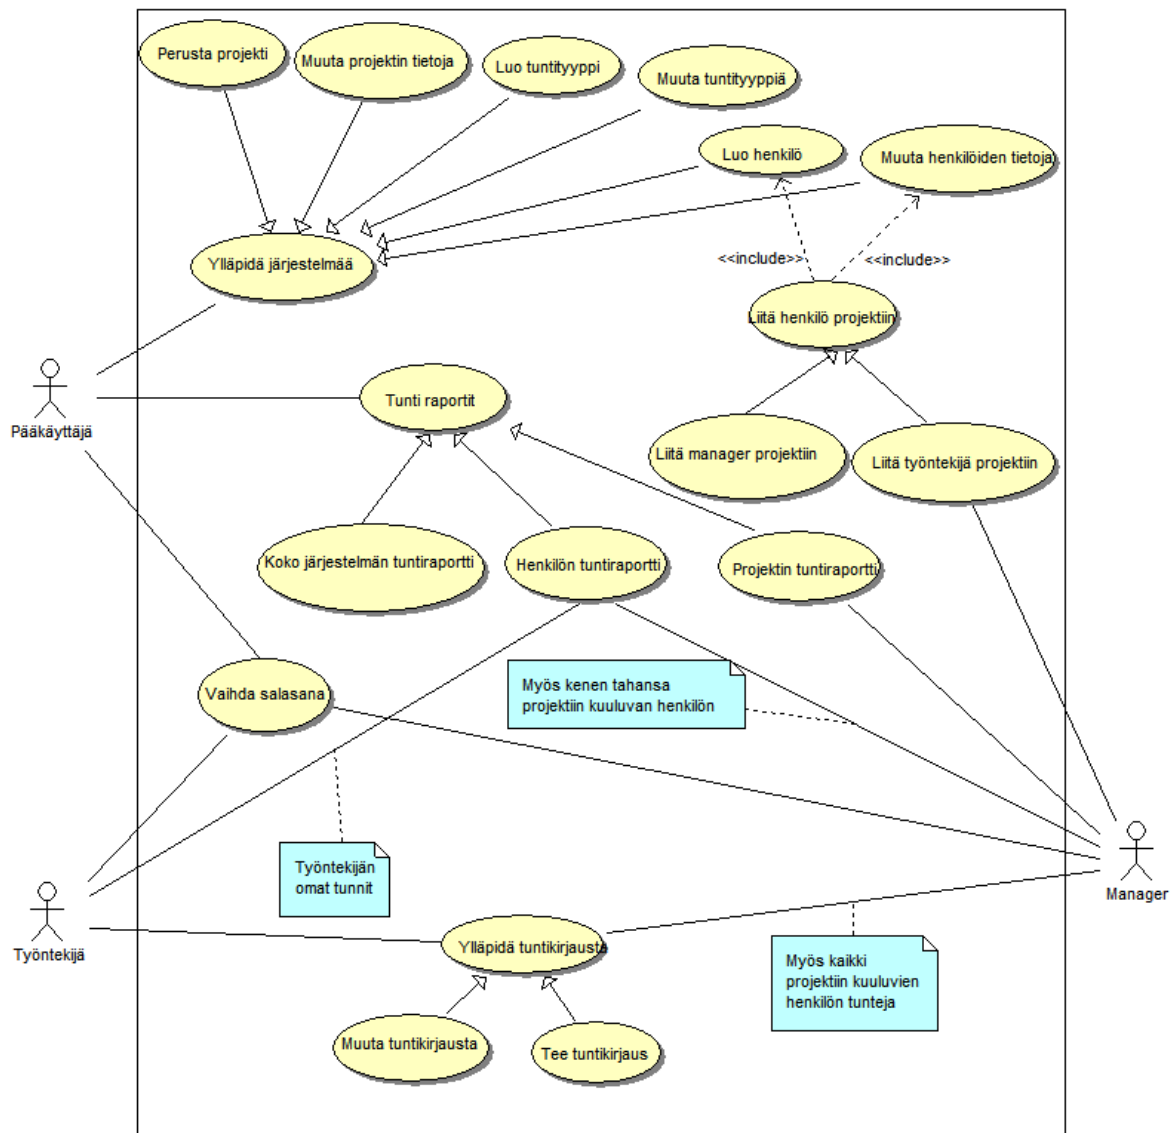 Perusta projekti
Muuta projektin tietoja
Luo tuntityyppi
Muuta tuntityyppiä
Luo henkilö
Muuta henkilöiden tietoja
Ylläpidä järjestelmää
<<include>>
<<include>>
Liitä henkilö projektiin
Pääkäyttäjä
Tunti raportit
Liitä manager projektiin
Liitä työntekijä projektiin
Koko järjestelmän tuntiraportti
Henkilön tuntiraportti
Projektin tuntiraportti
Vaihda salasana
Myös kenen tahansa
projektiin kuuluvan henkilön
Työntekijän
omat tunnit
Manager
Työntekijä
Ylläpidä tuntikirjausta
Myös kaikki
projektiin kuuluvien
henkilön tunteja
Muuta tuntikirjausta
Tee tuntikirjaus